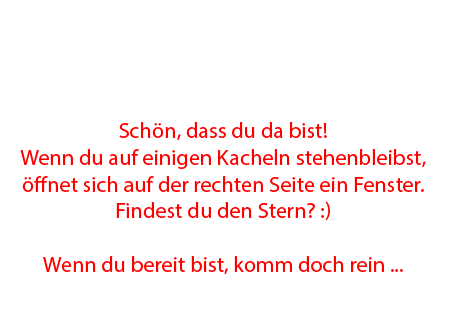 Schön, dass du da bist!
Wenn du auf einigen Kacheln stehenbleibst,
öffnet sich auf der rechten Seite ein Fenster.
Findest du den Stern? :)
Wenn du bereit bist, komm doch rein ...